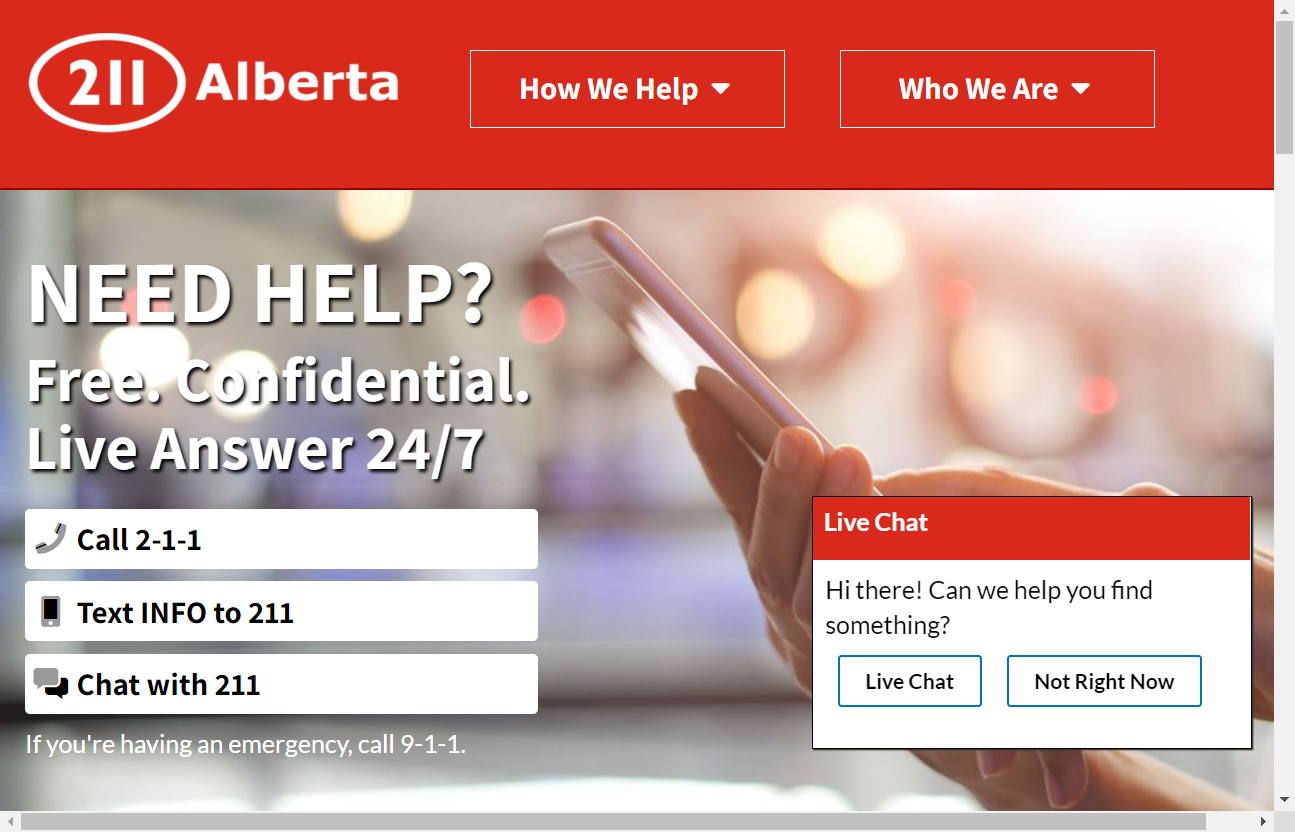 211 Alberta
How We Help
Who We Are
NEED HELP?
Free. Confidential.
Live Answer 24/7
Call 2-1-1
Text INFO to 211
Chat with 211
If you're having an emergency, call 9-1-1.
Live Chat
Hi there! Can we help you find
something?
Live Chat
Not Right Now